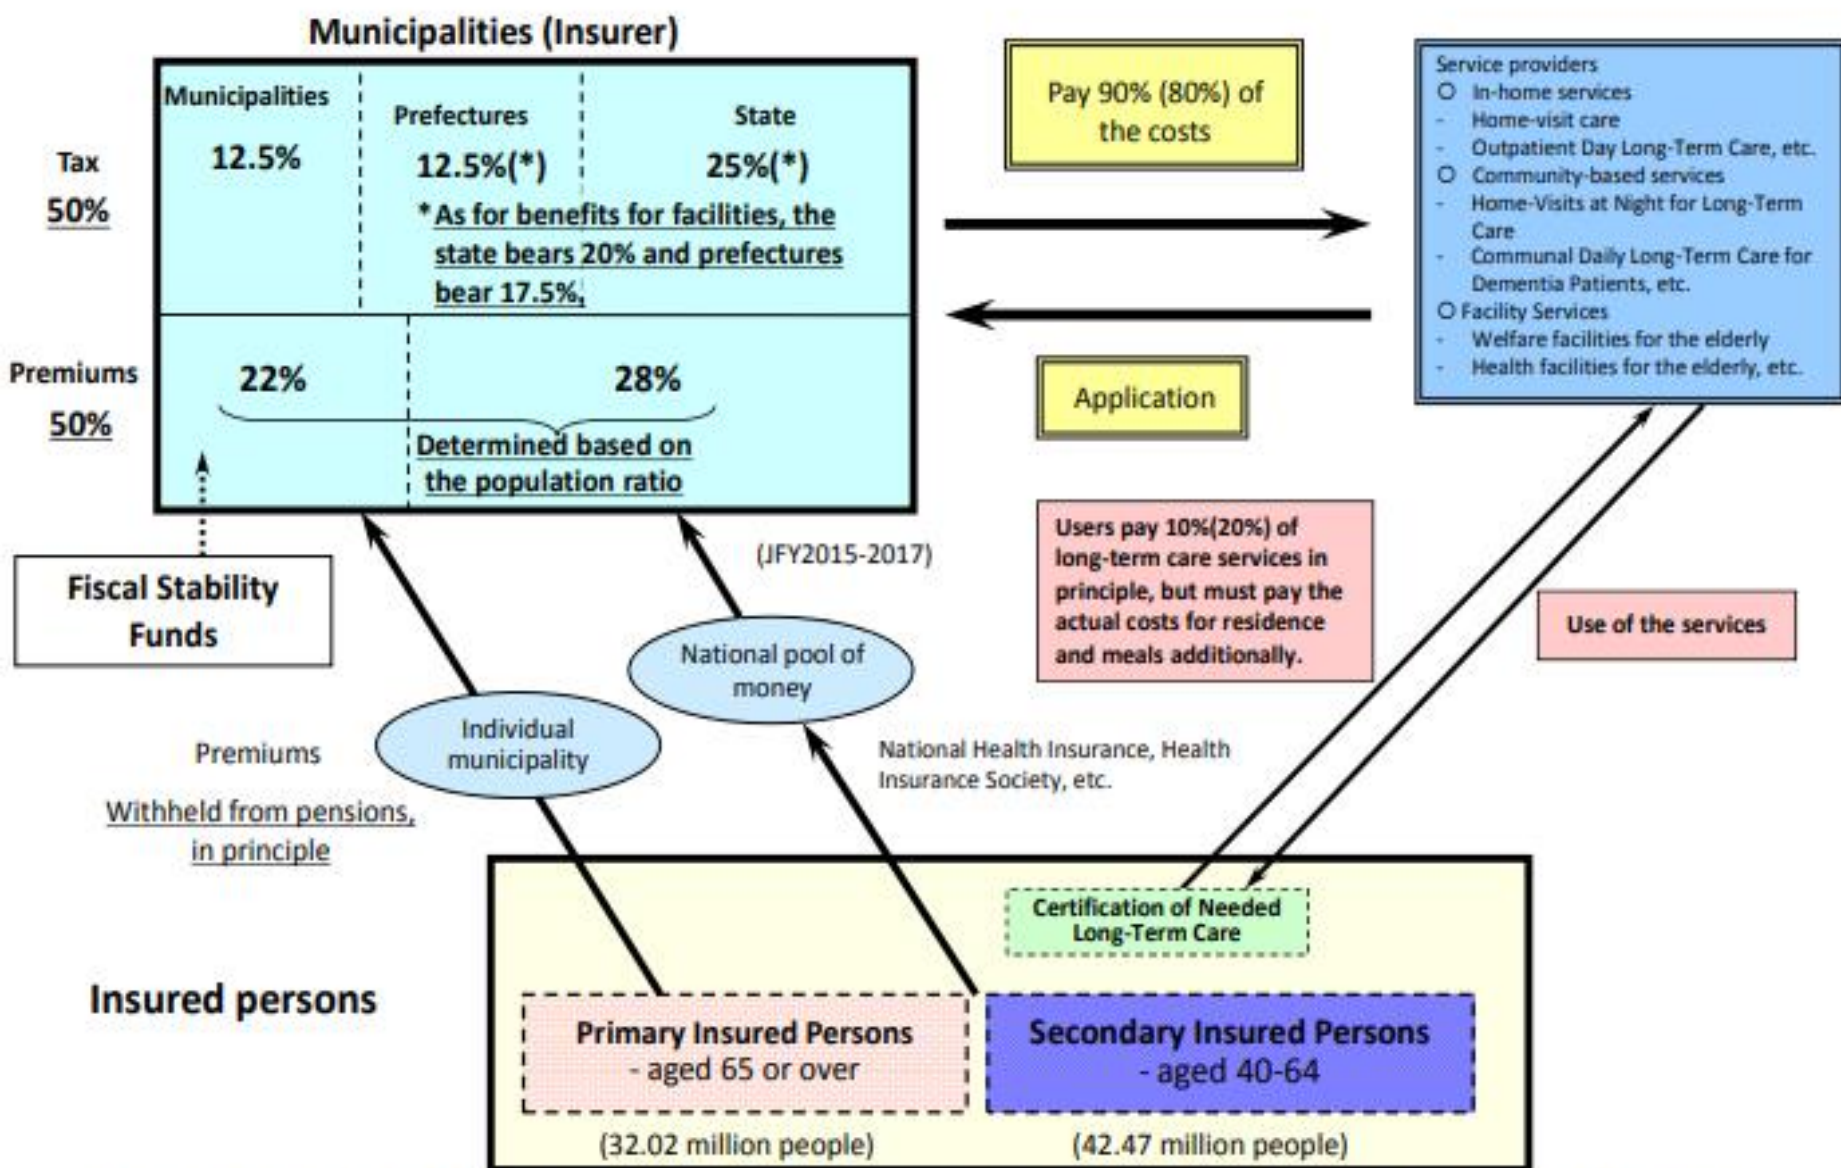 Municipalities (Insurer)
Tax
50%
Municipalities
12.5%
Prefectures
12.5%(*)
State
25%(*)
*As for benefits for facilities, the
state bears 20% and prefectures
bear 17.5%,
Premiums
50%
22%
28%
Determined based on
the population ratio
Pay 90% (80%) of
the costs
Application
Service providers
○ In-home services
- Home-visit care
- Outpatient Day Long-Term Care, etc.
○ Community-based services
- Home-Visits at Night for Long-Term
Care
- Communal Daily Long-Term Care for
Dementia Patients, etc.
○ Facility Services
- Welfare facilities for the elderly
- Health facilities for the elderly, etc.
Fiscal Stability
Funds
(JFY2015-2017)
Users pay 10%(20%) of
long-term care services in
principle, but must pay the
actual costs for residence
and meals additionally.
Use of the services
National pool of
money
Individual
municipality
Premiums
Withheld from pensions,
in principle
National Health Insurance, Health
Insurance Society, etc.
Certification of Needed
Long-Term Care
Insured persons
Primary Insured Persons
- aged 65 or over
(32.02 million people)
Secondary Insured Persons
- aged 40-64
(42.47 million people)